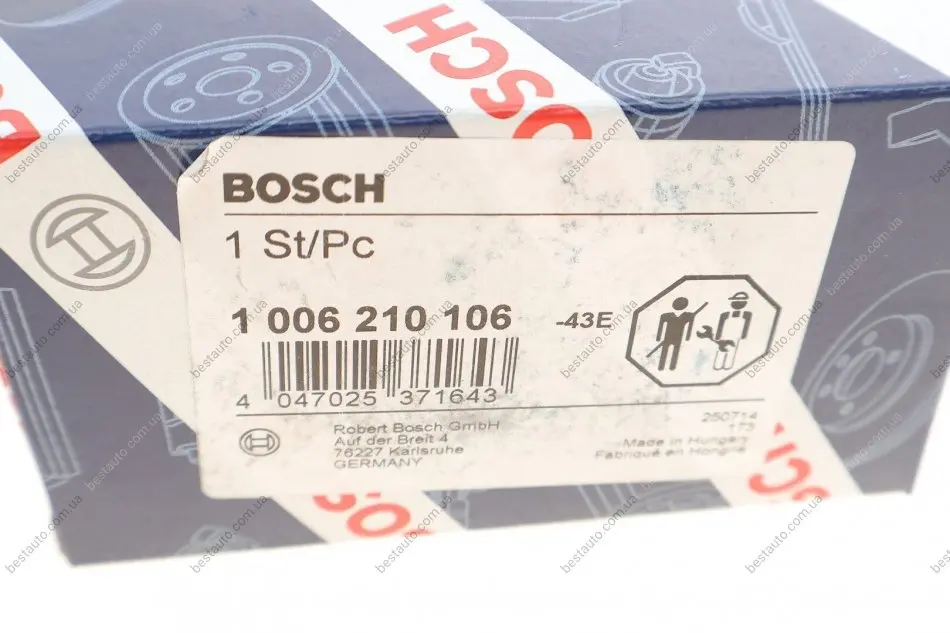 BOSCH
BOSCH
1 St/Pc
1 006 210 106 -43E
4 047025 371643
Robert Bosch GmbH
Auf der Breit 4
76227 Karlsruhe
GERMANY
250714
173
Made in Hungary
Fabriqué en Hongrie
bestauto.com.ua